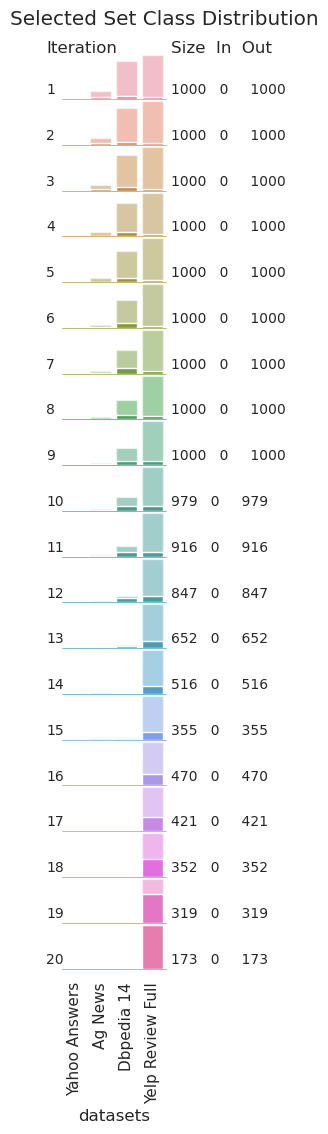 Selected Set Class Distribution
Iteration Size In Out
1 1000 0 1000
2 1000 0 1000
3 1000 0 1000
4 1000 0 1000
5 1000 0 1000
6 1000 0 1000
7 1000 0 1000
8 1000 0 1000
9 1000 0 1000
10 979 0 979
11 916 0 916
12 847 0 847
13 652 0 652
14 516 0 516
15 355 0 355
16 470 0 470
17 421 0 421
18 352 0 352
19 319 0 319
20 173 0 173
Yahoo Answers
Ag News
Dbpedia 14
Yelp Review Full
datasets